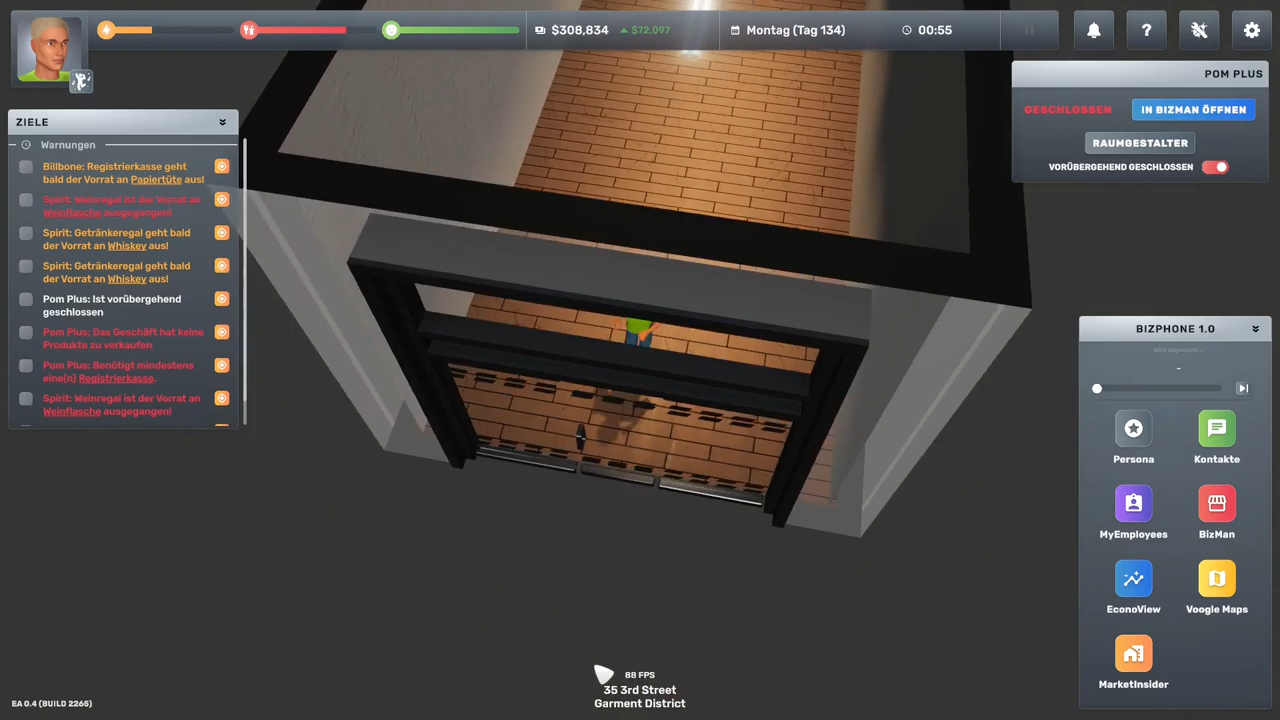 $308,834 ▲ $72,097
Montag (Tag 134)
00:55
?
POM PLUS
GESCHLOSSEN
IN BIZMAN ÖFFNEN
RAUMGESTALTER
VORÜBERGEHEND GESCHLOSSEN
ZIELE
Warnungen
Billbone: Registrierkasse geht
bald der Vorrat an Papiertüte aus!
Spirit: Weinregal ist der Vorrat an
Weinflasche ausgegangen!
Spirit: Getränkeregal geht bald
der Vorrat an Whiskey aus!
Spirit: Getränkeregal geht bald
der Vorrat an Whiskey aus!
Pom Plus: Ist vorübergehend
geschlossen
Pom Plus: Das Geschäft hat keine
Produkte zu verkaufen
Pom Plus: Benötigt mindestens
eine(n) Registrierkasse.
Spirit: Weinregal ist der Vorrat an
Weinflasche ausgegangen!
BIZPHONE 1.0
-
Persona
Kontakte
MyEmployees
BizMan
EconoView
Voogle Maps
MarketInsider
88 FPS
35 3rd Street
Garment District
EA 0.4 (BUILD 2265)